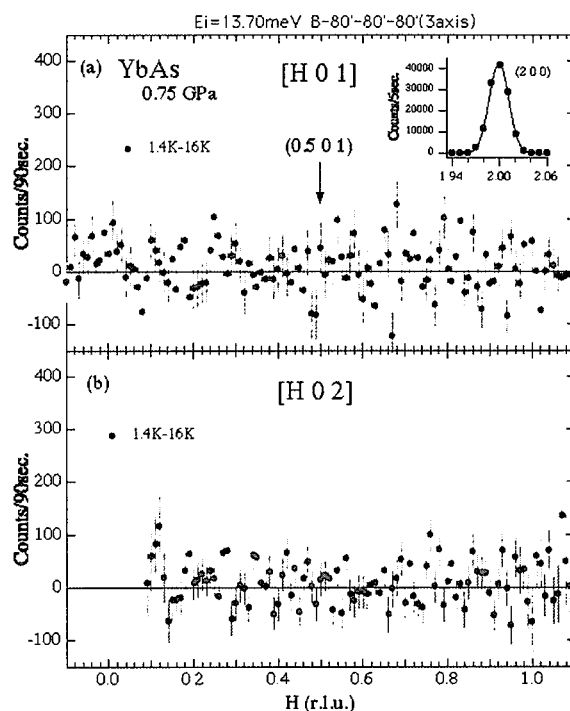 Ei=13.70meV B-80'-80'-80'(3axis)
400
300
200
100
0
-100
Counts/90sec.
(a)
YbAs
0.75 GPa
[H 0 1]
1.4K-16K
(0.5 0 1)
40000
30000
20000
10000
0
Counts/5sec.
(2 0 0)
1.94
2.00
2.06
400
300
200
100
0
-100
Counts/90sec.
(b)
[H 0 2]
1.4K-16K
0.0
0.2
0.4
0.6
0.8
1.0
H (r.l.u.)